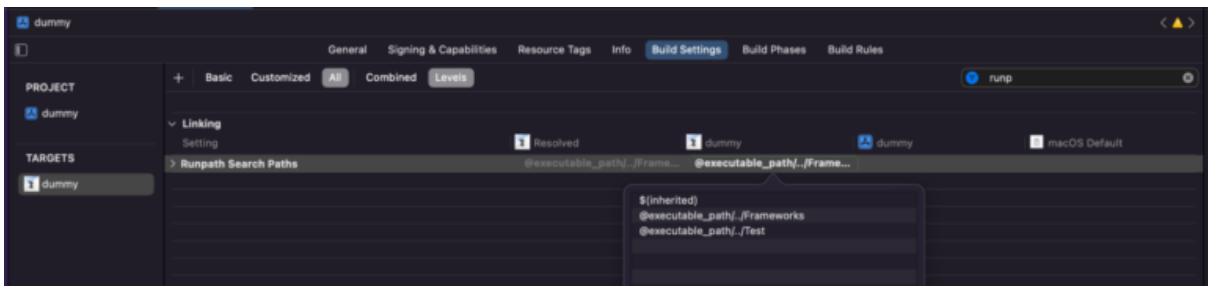 dummy
General Signing & Capabilities Resource Tags Info Build Settings Build Phases Build Rules
PROJECT
dummy
TARGETS
dummy
+ Basic Customized All Combined Levels
runp
Linking
Setting Resolved dummy dummy macOS Default
Runpath Search Paths @executable_path/../Frame... @executable_path/../Frame...
$(inherited)
@executable_path/../Frameworks
@executable_path/../Test